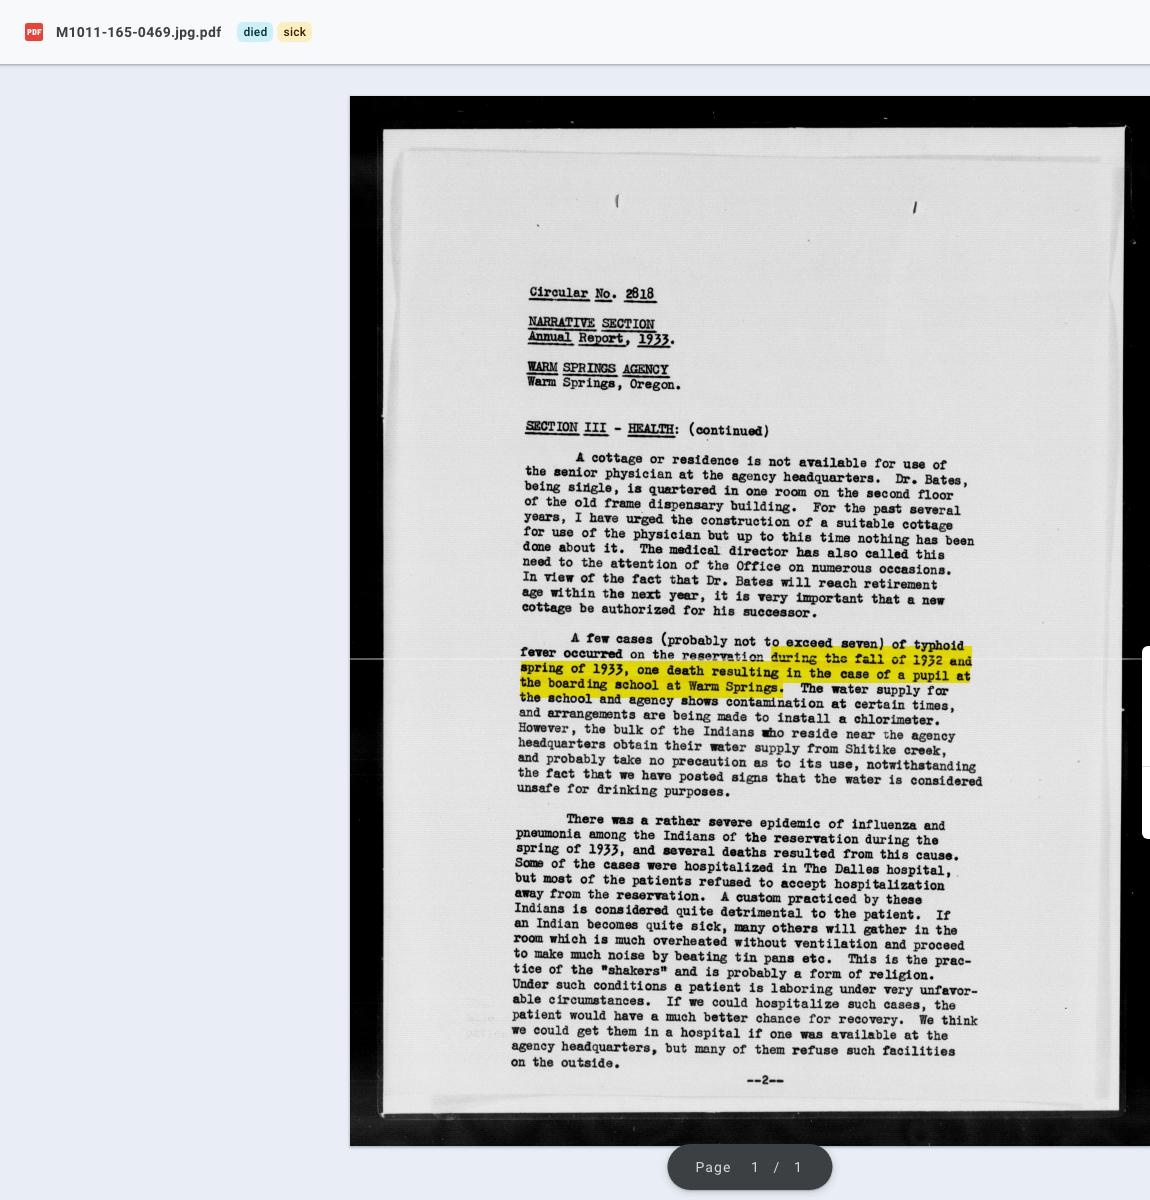 PDF M1011-165-0469.jpg.pdf died sick
Circular No. 2818
NARRATIVE SECTION
Annual Report, 1933.
WARM SPRINGS AGENCY
Warm Springs, Oregon.
SECTION III - HEALTH: (continued)
A cottage or residence is not available for use of
the senior physician at the agency headquarters. Dr. Bates,
being single, is quartered in one room on the second floor
of the old frame dispensary building. For the past several
years, I have urged the construction of a suitable cottage
for use of the physician but up to this time nothing has been
done about it. The medical director has also called this
need to the attention of the Office on numerous occasions.
In view of the fact that Dr. Bates will reach retirement
age within the next year, it is very important that a new
cottage be authorized for his successor.
A few cases (probably not to exceed seven) of typhoid
fever occurred on the reservation during the fall of 1932 and
spring of 1933, one death resulting in the case of a pupil at
the boarding school at Warm Springs. The water supply for
the school and agency shows contamination at certain times,
and arrangements are being made to install a chlorimeter.
However, the bulk of the Indians who reside near the agency
headquarters obtain their water supply from Shitike creek,
and probably take no precaution as to its use, notwithstanding
the fact that we have posted signs that the water is considered
unsafe for drinking purposes.
There was a rather severe epidemic of influenza and
pneumonia among the Indians of the reservation during the
spring of 1933, and several deaths resulted from this cause.
Some of the cases were hospitalized in The Dalles hospital,
but most of the patients refused to accept hospitalization
away from the reservation. A custom practiced by these
Indians is considered quite detrimental to the patient. If
an Indian becomes quite sick, many others will gather in the
room which is much overheated without ventilation and proceed
to make much noise by beating tin pans etc. This is the prac-
tice of the "shakers" and is probably a form of religion.
Under such conditions a patient is laboring under very unfavor-
able circumstances. If we could hospitalize such cases, the
patient would have a much better chance for recovery. We think
we could get them in a hospital if one was available at the
agency headquarters, but many of them refuse such facilities
on the outside.
--2--
Page 1 / 1